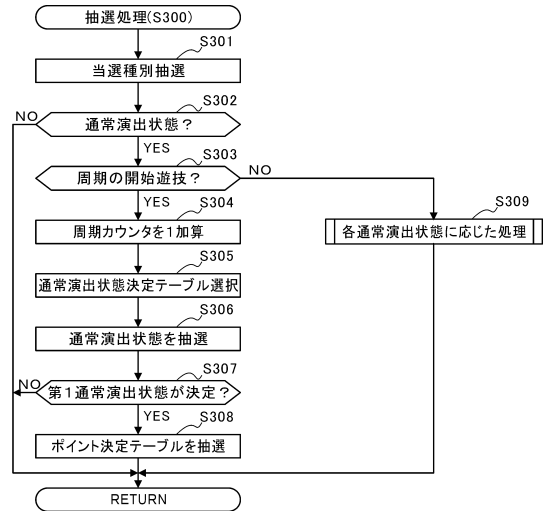 抽選処理(S300)
S301
当選種別抽選
S302
NO
通常演出状態？
YES
S303
NO
周期の開始遊技？
YES
S304
S309
周期カウンタを1加算
各通常演出状態に応じた処理
S305
通常演出状態決定テーブル選択
S306
通常演出状態を抽選
S307
NO
第1通常演出状態が決定？
YES
S308
ポイント決定テーブルを抽選
RETURN